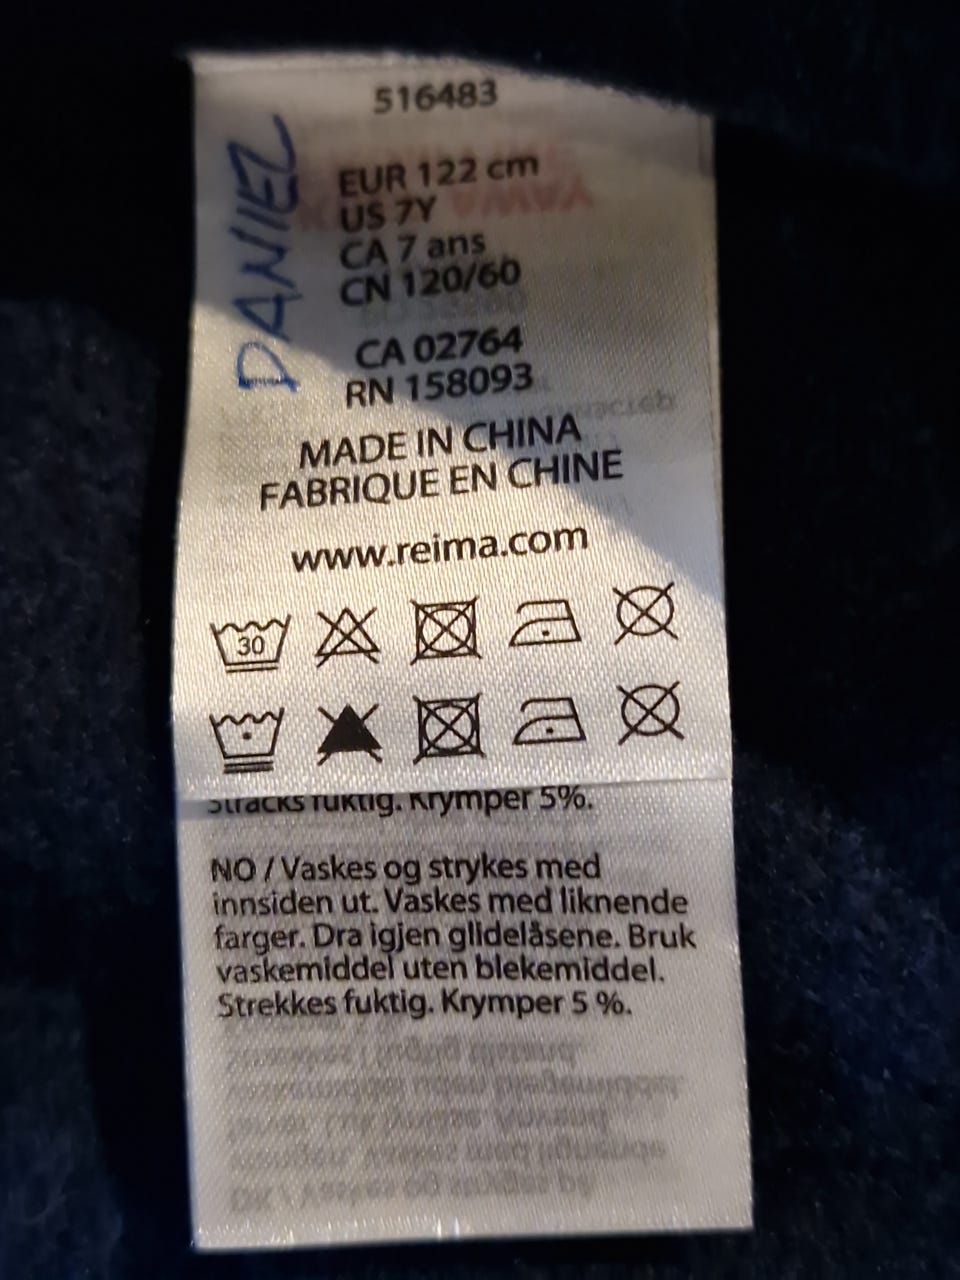 516483
DANIEL
EUR 122 cm
US 7Y
CA 7 ans
CN 120/60
CA 02764
RN 158093
MADE IN CHINA
FABRIQUE EN CHINE
www.reima.com
30
Sträcks fuktig. Krymper 5%.
NO / Vaskes og strykes med
innsiden ut. Vaskes med liknende
farger. Dra igjen glidelåsene. Bruk
vaskemiddel uten blekemiddel.
Strekkes fuktig. Krymper 5 %.